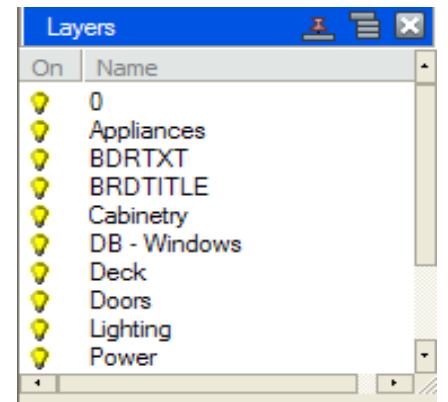 Layers
On Name
0
Appliances
BDRTXT
BRDTITLE
Cabinetry
DB - Windows
Deck
Doors
Lighting
Power